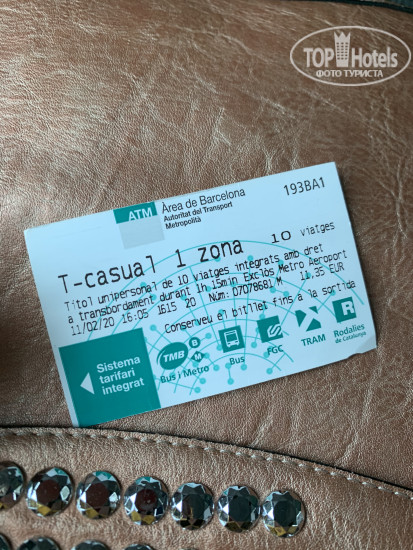 TOP Hotels
ФОТО ТУРИСТА
ATM
Àrea de Barcelona
Autoritat del Transport
Metropolità
193BA1
T-casual 1 zona 10 viatges
Títol unipersonal de 10 viatges integrats amb dret
a transbordament durant 1h 15min Exclòs Metro Aeroport
11/02/20 16:05 1615 20 NÚM: 07078681 M 11,35 EUR
Conserveu el bitllet fins a la sortida
Sistema
tarifari
integrat
TMB
B
M
Bus i Metro
Bus
FGC
TRAM
R
Rodalies
de Catalunya